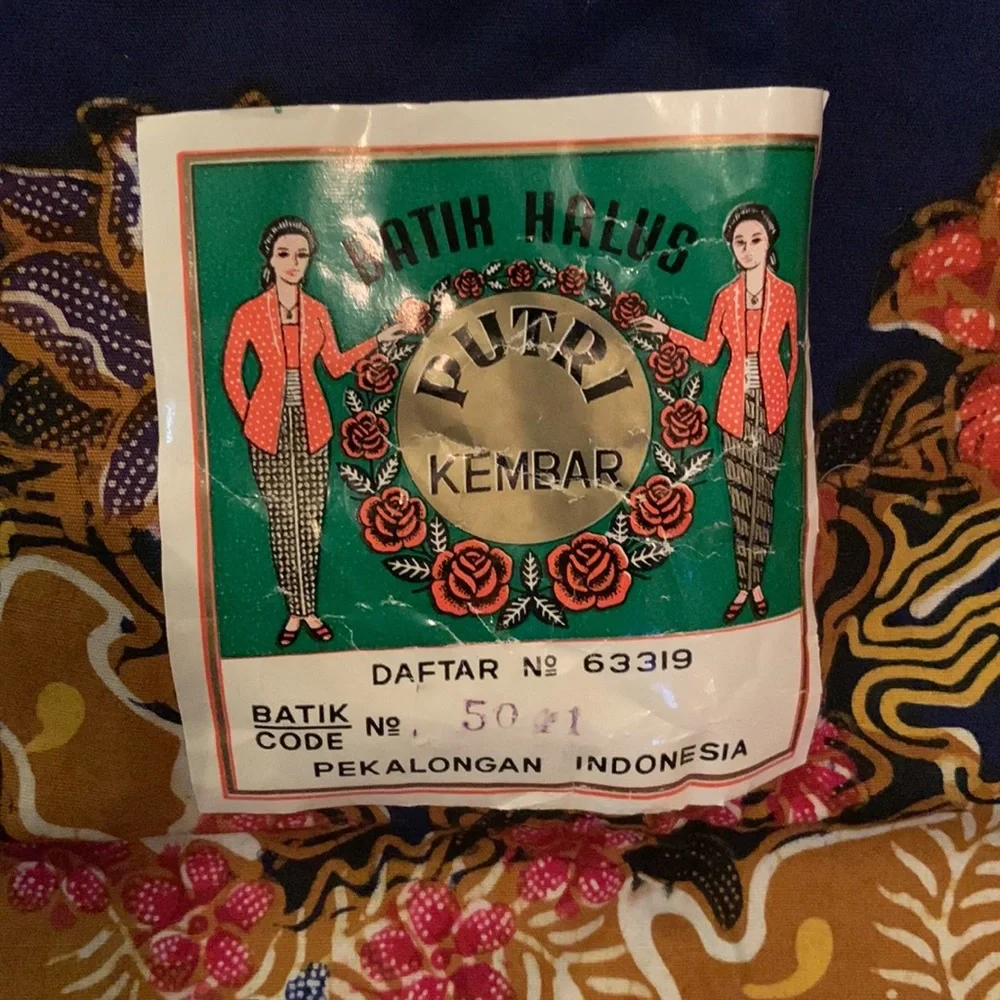 BATIK HALUS
PUTRI
KEMBAR
DAFTAR Nº 63319
BATIK
CODE Nº.
PEKALONGAN INDONESIA